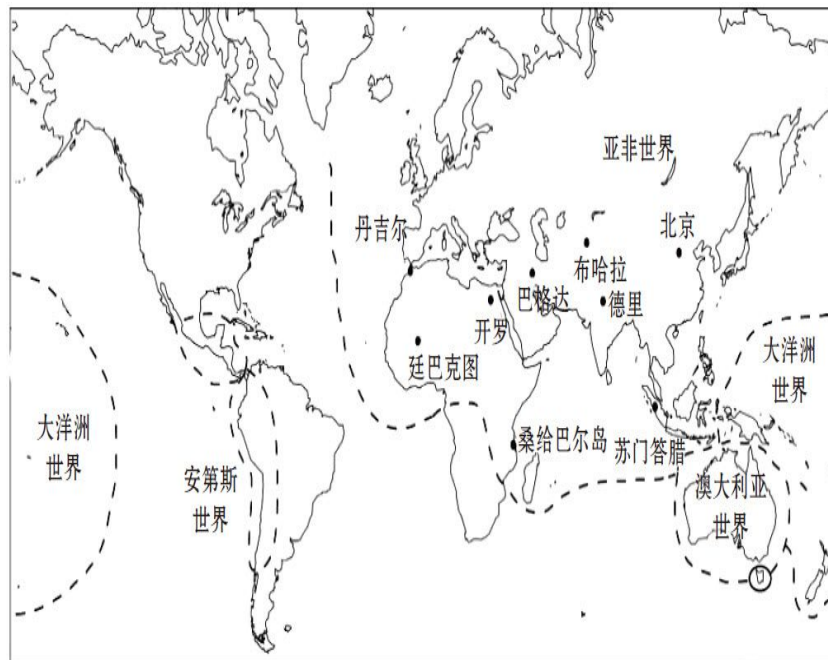 亚非世界
丹吉尔
北京
布哈拉
巴格达
德里
开罗
廷巴克图
大洋洲
世界
大洋洲
世界
桑给巴尔岛
苏门答腊
安第斯
世界
澳大利亚
世界